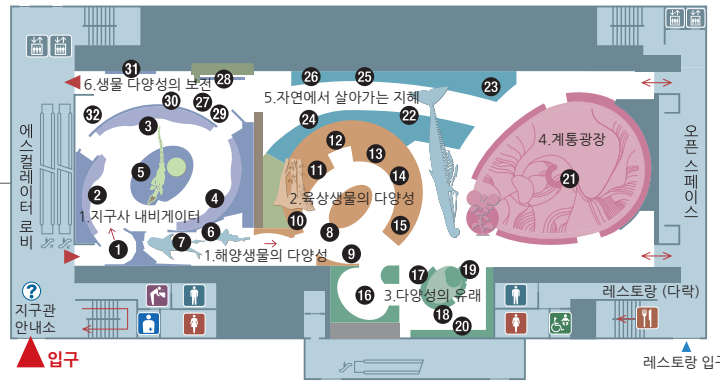 31
28
26
25
23
6.생물 다양성의 보전
30
27
5.자연에서 살아가는 지혜
32
29
22
24
3
12
13
4.계통광장
에스컬레이터 로비
오픈 스페이스
5
11
14
21
2
4
2.육상생물의 다양성
1.지구사 내비게이터
10
15
8
6
7
1
1.해양생물의 다양성
9
17
19
16
3.다양성의 유래
18
20
?
지구관
안내소
레스토랑 (다락)
입구
레스토랑 입구